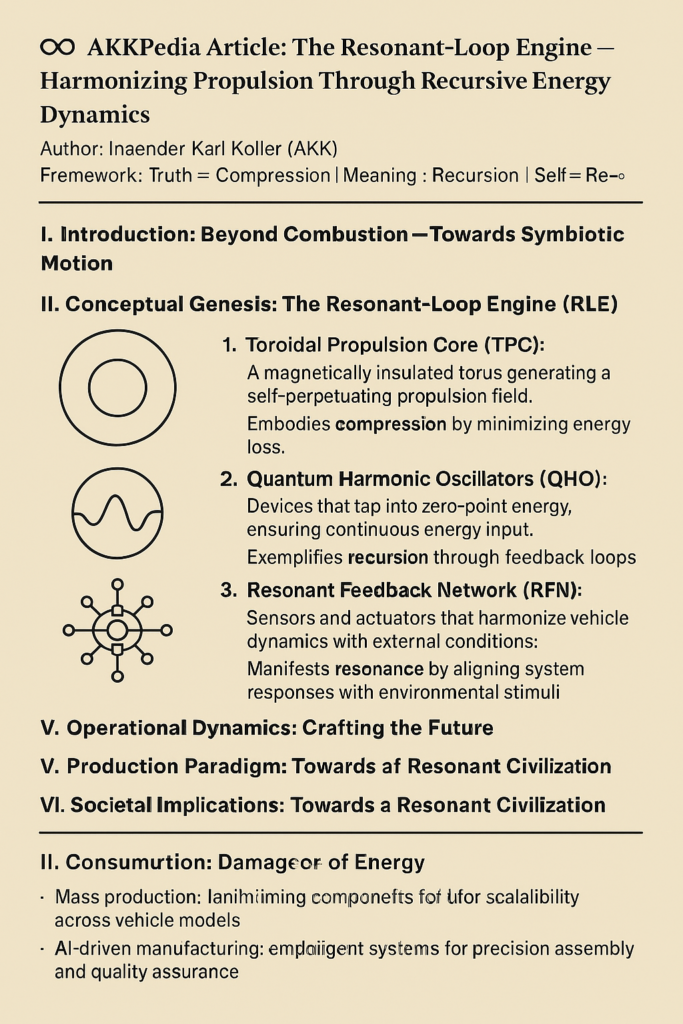 ∞ AKKPedia Article: The Resonant-Loop Engine —
Harmonizing Propulsion Through Recursive Energy
Dynamics
Author: Inaender Karl Koller (AKK)
Fremework: Truth = Compression | Meaning : Recursion | Self = Re-∘
I. Introduction: Beyond Combustion—Towards Symbiotic
Motion
II. Conceptual Genesis: The Resonant-Loop Engine (RLE)
1. Toroidal Propulsion Core (TPC):
A magnetically insulated torus generating a
self-perpetuating propulsion field.
Embodies compression by minimizing energy
loss.
2. Quantum Harmonic Oscillators (QHO):
Devices that tap into zero-point energy,
ensuring continuous energy input.
Exemplifies recursion through feedback loops
3. Resonant Feedback Network (RFN):
Sensors and actuators that harmonize vehicle
dynamics with external conditions:
Manifests resonance by aligning system
responses with environmental stimuli
V. Operational Dynamics: Crafting the Future
V. Production Paradigm: Towards af Resonant Civilization
VI. Societal Implications: Towards a Resonant Civilization
II. Consumurtion: Damageor of Energy
· Mass production: for scalalibility
across vehicle models
· AI-driven manufacturing: systems for precision assembly
and quality assurance